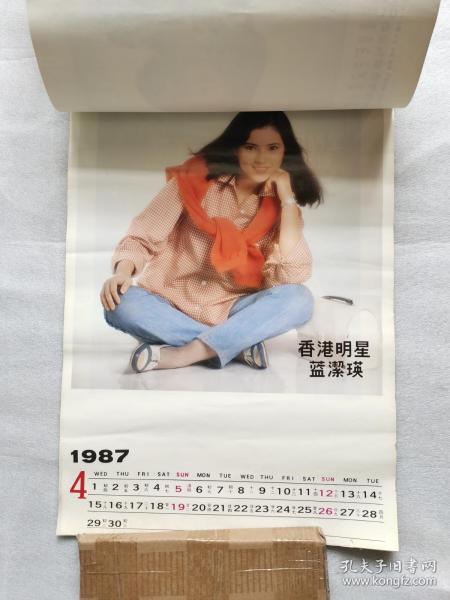 香港明星
蓝潔瑛
1987
4
WED THU FRI SAT SUN MON TUE WED THU FRI SAT SUN MON TUE
1 2 3 4 5 6 7 8 9 10 11 12 13 14
15 16 17 18 19 20 21 22 23 24 25 26 27 28
29 30
孔夫子旧书网
www.kongfz.com